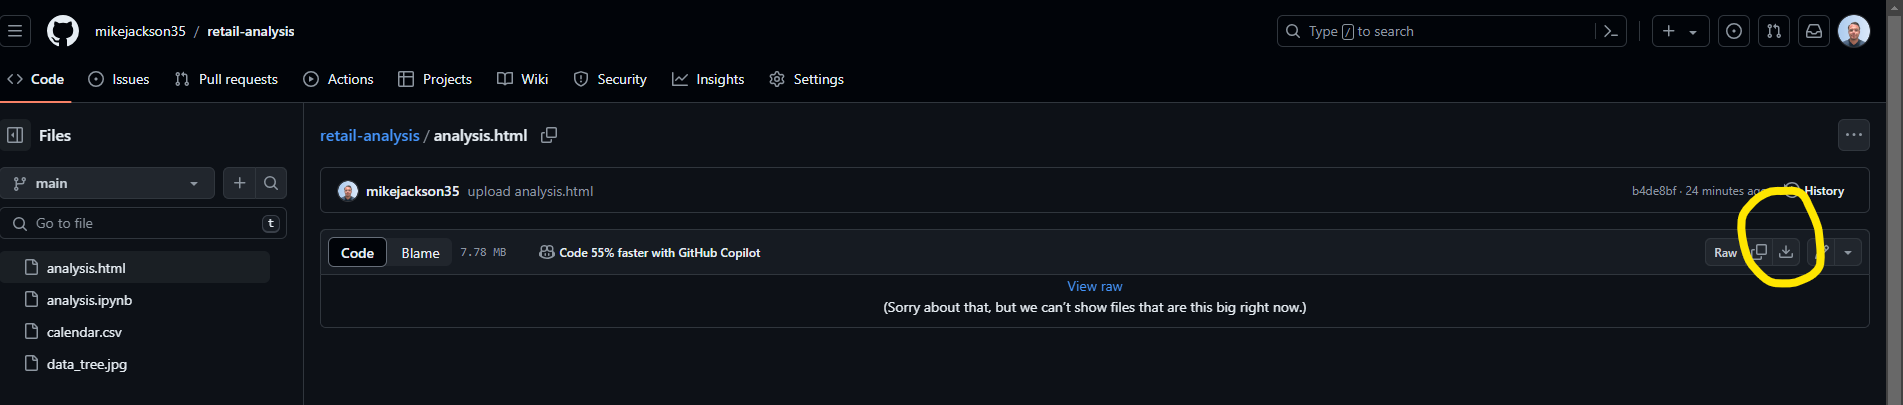 mikejackson35 / retail-analysis
Type / to search
Code Issues Pull requests Actions Projects Wiki Security Insights Settings
Files
main
Go to file t
analysis.html
analysis.ipynb
calendar.csv
data_tree.jpg
retail-analysis / analysis.html
mikejackson35 upload analysis.html
b4de8bf · 24 minutes ago History
Code Blame 7.78 MB Code 55% faster with GitHub Copilot Raw
View raw
(Sorry about that, but we can’t show files that are this big right now.)